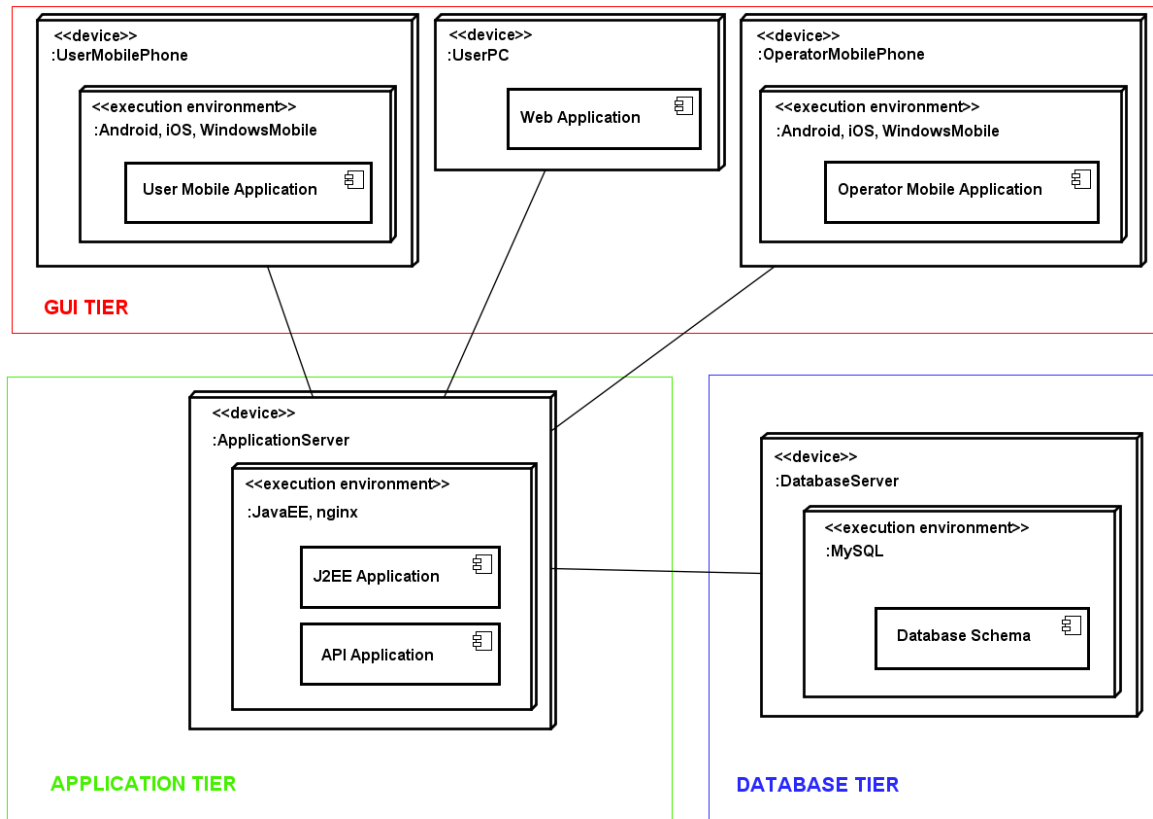 <<device>>
:UserMobilePhone
<<execution environment>>
:Android, iOS, WindowsMobile
User Mobile Application
<<device>>
:UserPC
Web Application
<<device>>
:OperatorMobilePhone
<<execution environment>>
:Android, iOS, WindowsMobile
Operator Mobile Application
GUI TIER
<<device>>
:ApplicationServer
<<execution environment>>
:JavaEE, nginx
J2EE Application
API Application
APPLICATION TIER
<<device>>
:DatabaseServer
<<execution environment>>
:MySQL
Database Schema
DATABASE TIER